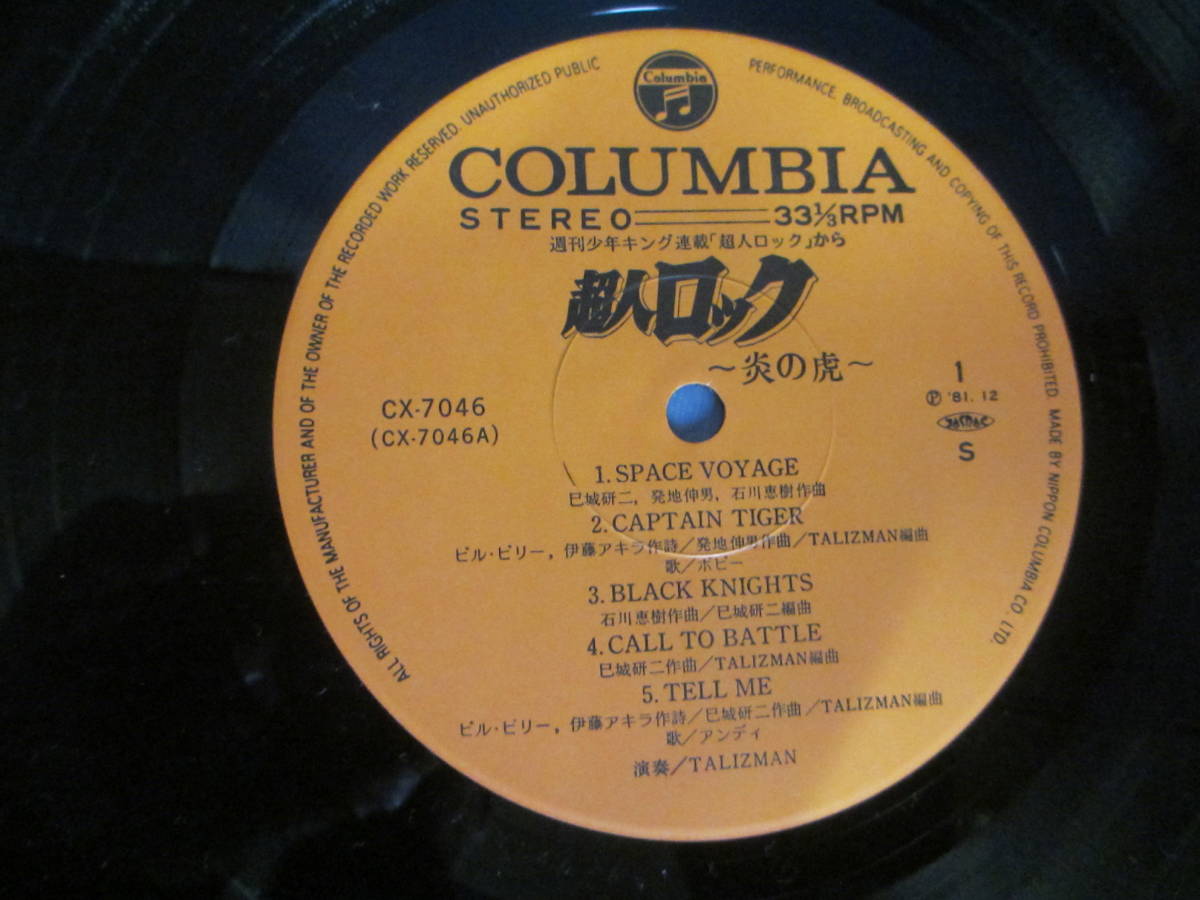 Columbia
ALL RIGHTS OF THE MANUFACTURER AND OF THE OWNER OF THE RECORDED WORK RESERVED. UNAUTHORIZED PUBLIC PERFORMANCE. BROADCASTING AND COPYING OF THIS RECORD PROHIBITED. MADE BY NIPPON COLUMBIA CO. LTD.
COLUMBIA
STEREO 33⅓RPM
週刊少年キング連載「超人ロック」から
超人ロック
〜炎の虎〜
CX-7046
(CX-7046A)
1
Ⓟ '81. 12
S
1. SPACE VOYAGE
巳城研二, 発地伸男, 石川恵樹作曲
2. CAPTAIN TIGER
ビル・ビリー, 伊藤アキラ作詩／発地伸男作曲／TALIZMAN編曲
歌／ボビー
3. BLACK KNIGHTS
石川恵樹作曲／巳城研二編曲
4. CALL TO BATTLE
巳城研二作曲／TALIZMAN編曲
5. TELL ME
ビル・ビリー, 伊藤アキラ作詩／巳城研二作曲／TALIZMAN編曲
歌／アンディ
演奏／TALIZMAN